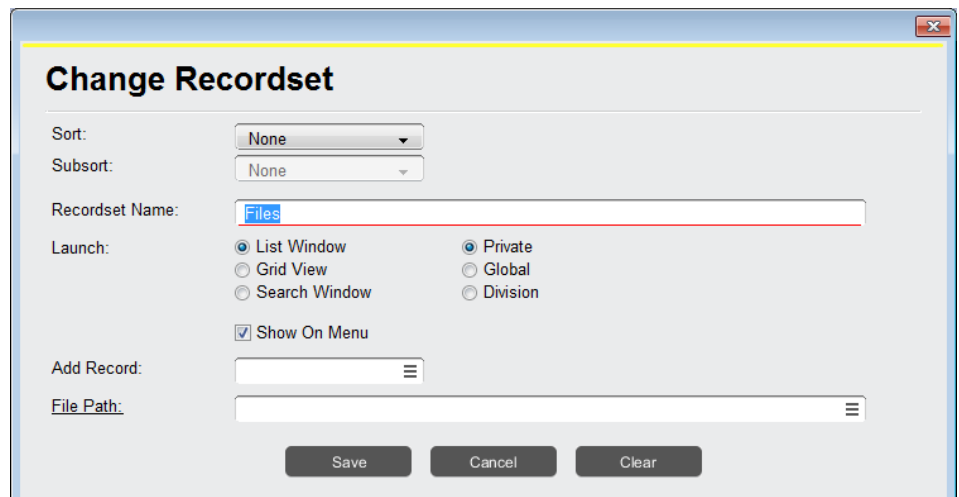 Change Recordset
Sort: None
Subsort: None
Recordset Name: Files
Launch: List Window Private
Grid View Global
Search Window Division
Show On Menu
Add Record:
File Path:
Save Cancel Clear